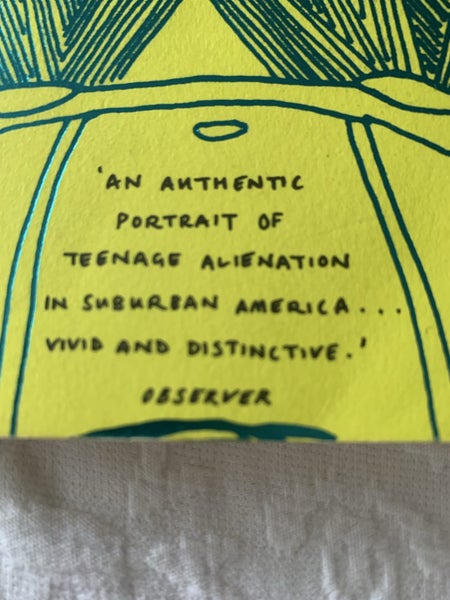 'AN AUTHENTIC
PORTRAIT OF
TEENAGE ALIENATION
IN SUBURBAN AMERICA...
VIVID AND DISTINCTIVE.'
OBSERVER